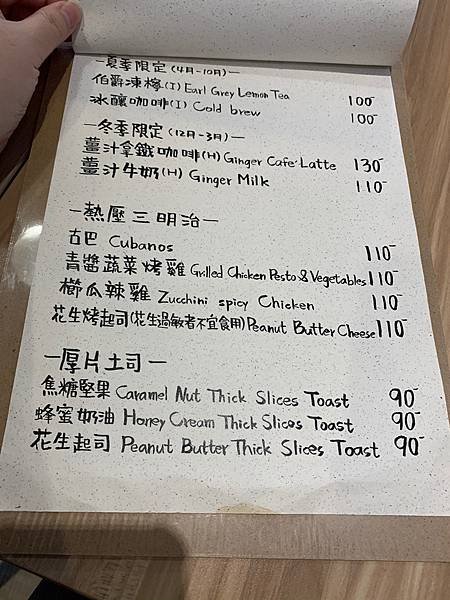 —夏季限定(4月-10月)—
伯爵凍檸(I) Earl Grey Lemon Tea 100-
冰釀咖啡(I) Cold brew 100-
—冬季限定(12月-3月)—
薑汁拿鐵咖啡(H) Ginger Cafe Latte 130-
薑汁牛奶(H) Ginger Milk 110-
—熱壓三明治—
古巴 Cubanos 110-
青醬蔬菜烤雞 Grilled Chicken Pesto & Vegetables 110-
櫛瓜辣雞 Zucchini spicy Chicken 110-
花生烤起司(花生過敏者不宜食用) Peanut Butter Cheese 110-
—厚片土司—
焦糖堅果 Caramel Nut Thick Slices Toast 90-
蜂蜜奶油 Honey Cream Thick Slices Toast 90-
花生起司 Peanut Butter Thick Slices Toast 90-